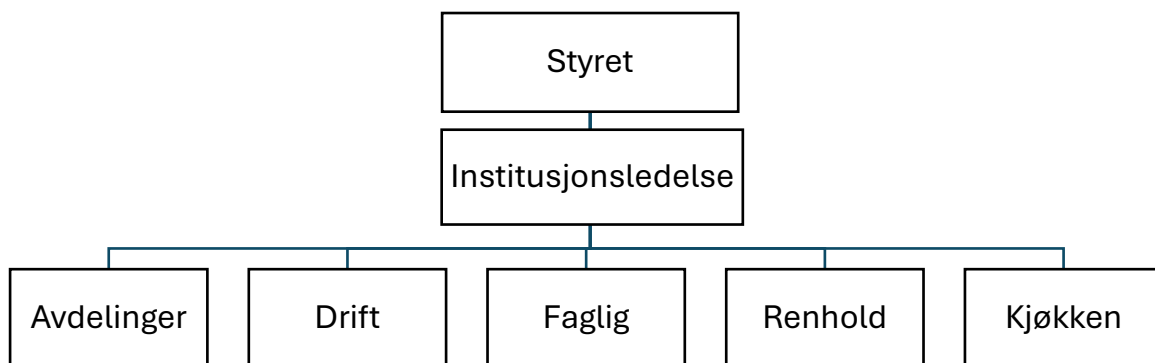 Styret
Institusjonsledelse
Avdelinger
Drift
Faglig
Renhold
Kjøkken